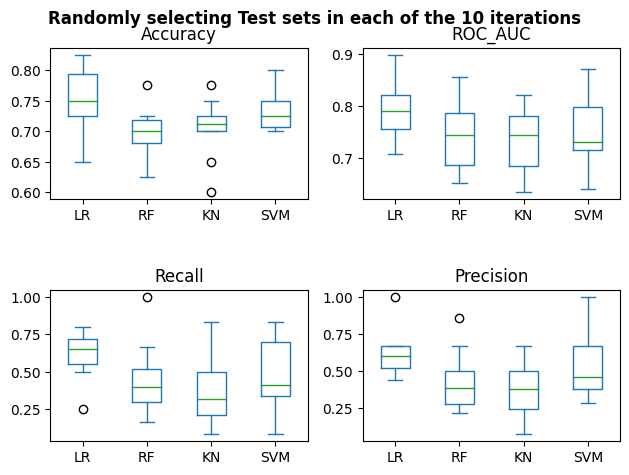 Randomly selecting Test sets in each of the 10 iterations
Accuracy
ROC_AUC
0.80
0.75
0.70
0.65
0.60
LR RF KN SVM
0.9
0.8
0.7
LR RF KN SVM
Recall
Precision
1.00
0.75
0.50
0.25
LR RF KN SVM
1.00
0.75
0.50
0.25
LR RF KN SVM